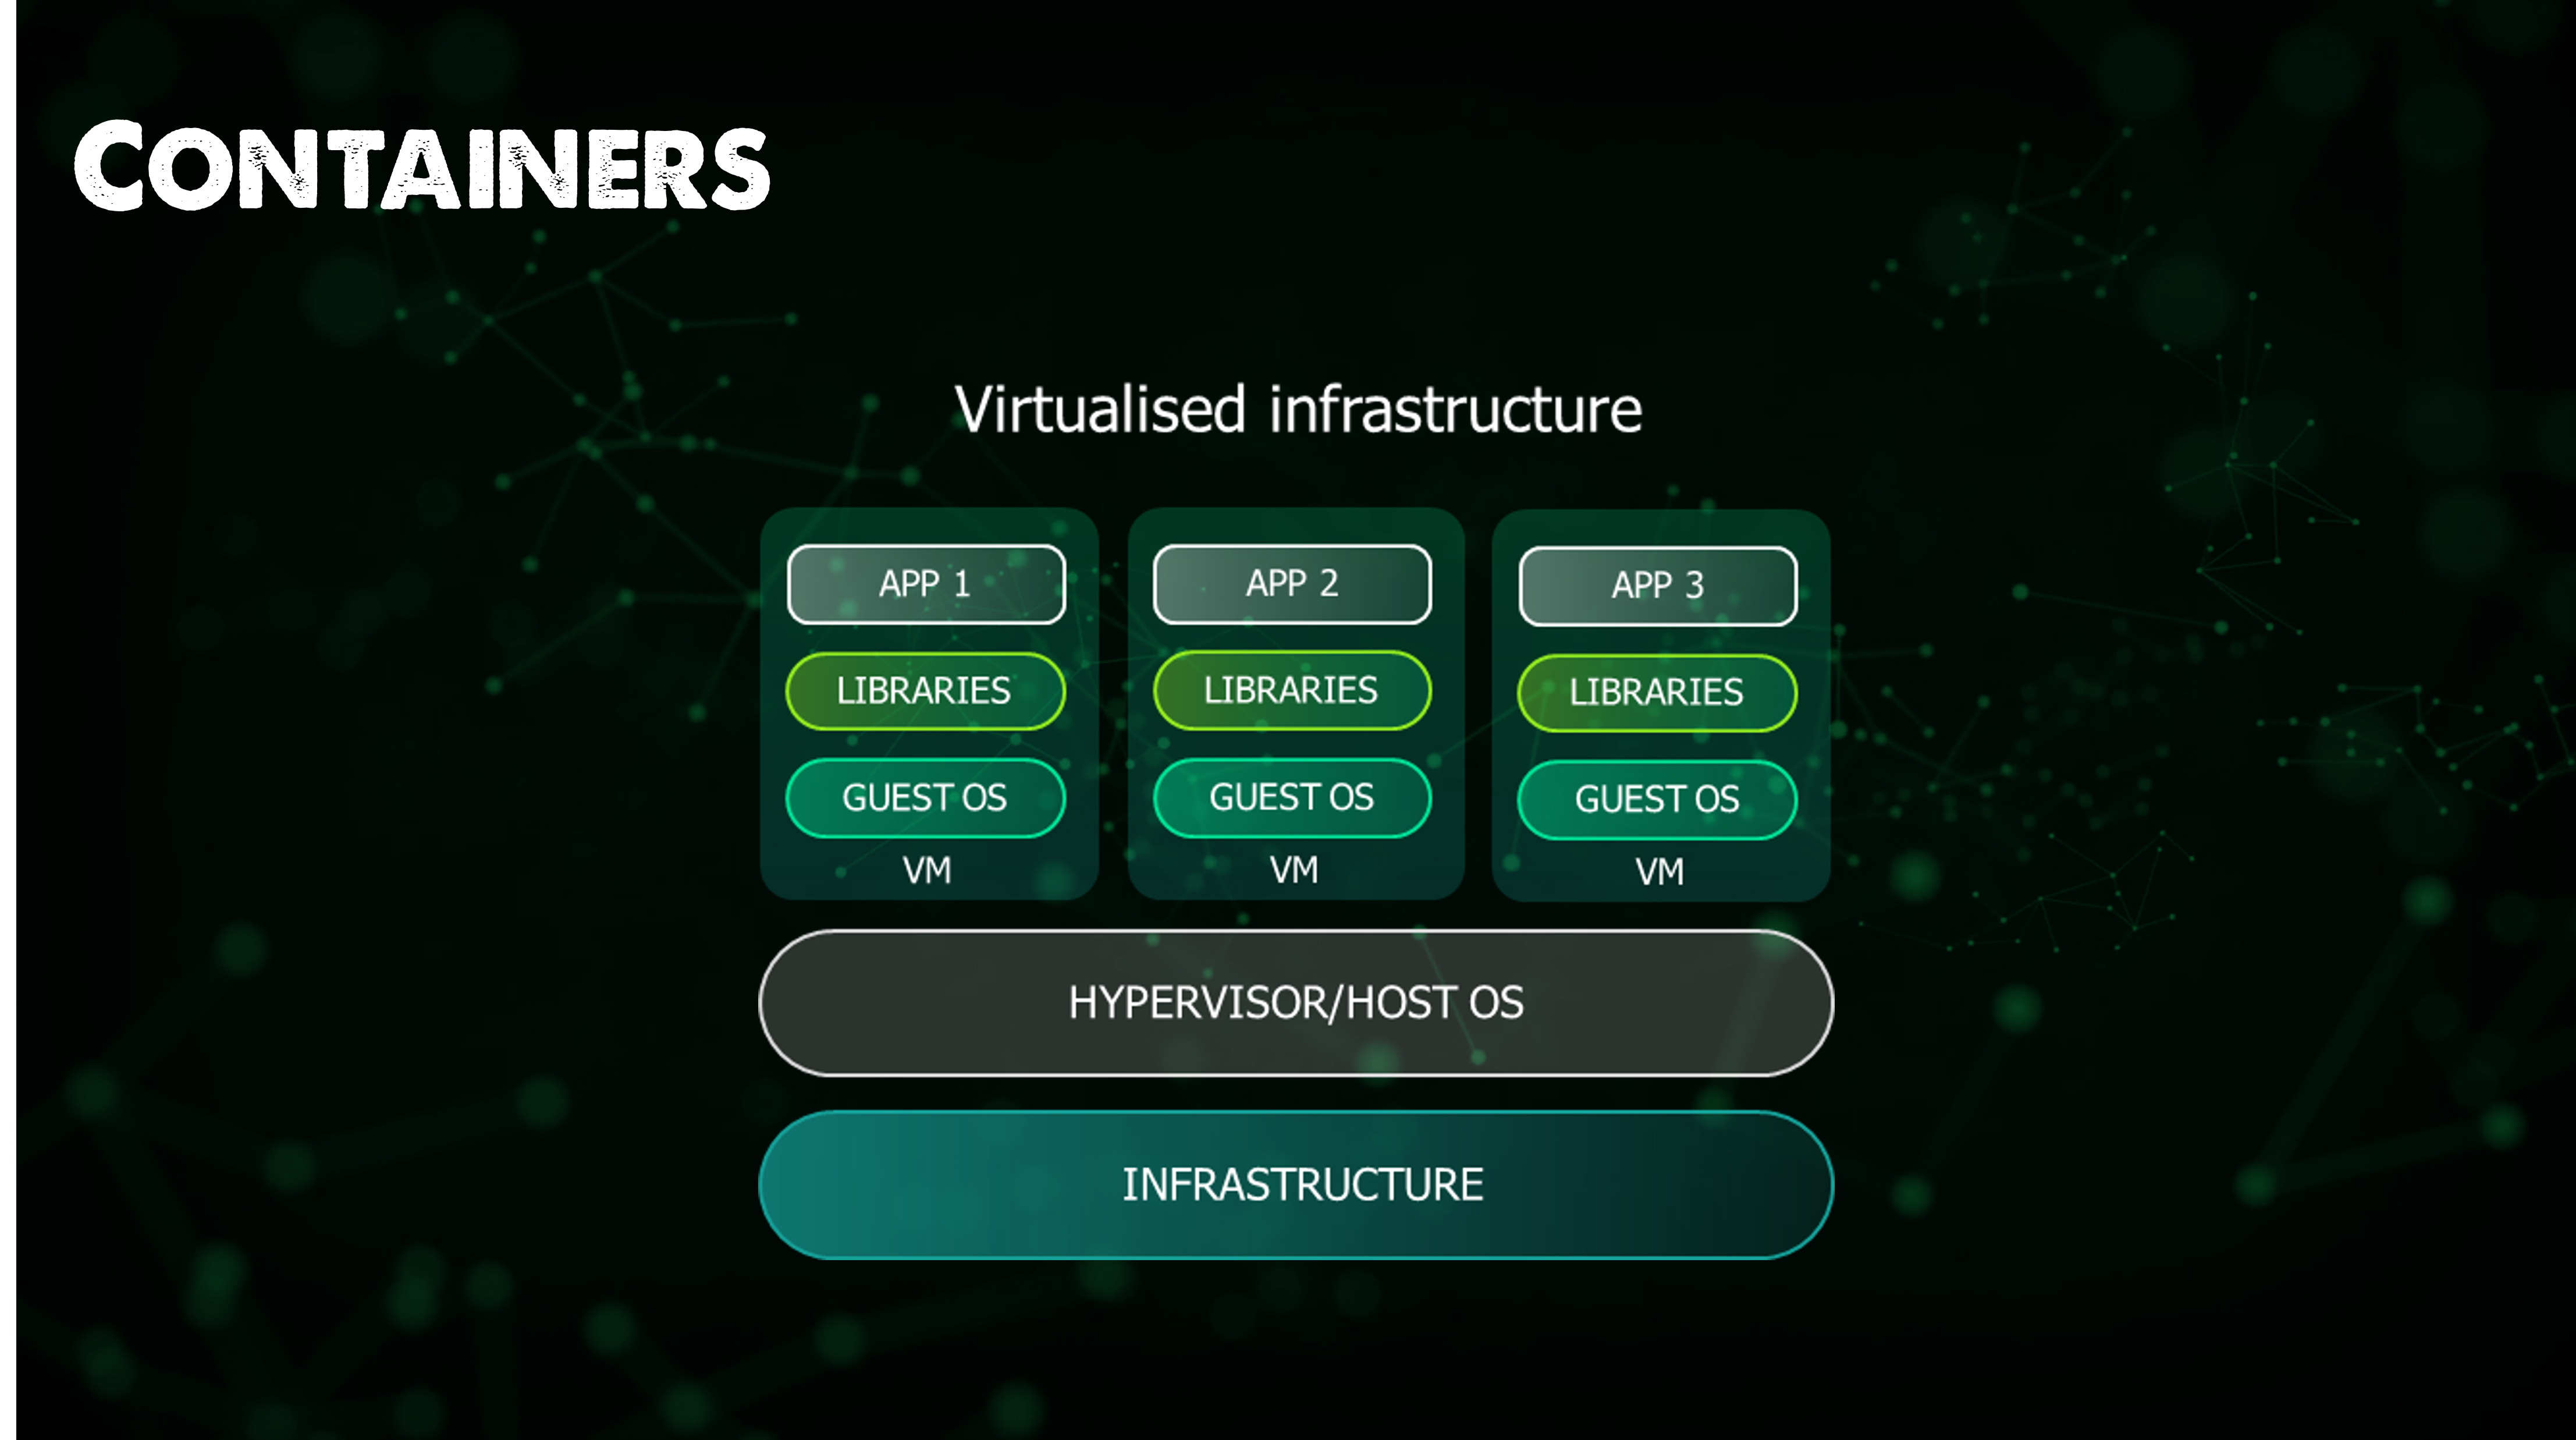 CONTAINERS
Virtualised infrastructure
APP 1
LIBRARIES
GUEST OS
VM
APP 2
LIBRARIES
GUEST OS
VM
APP 3
LIBRARIES
GUEST OS
VM
HYPERVISOR/HOST OS
INFRASTRUCTURE